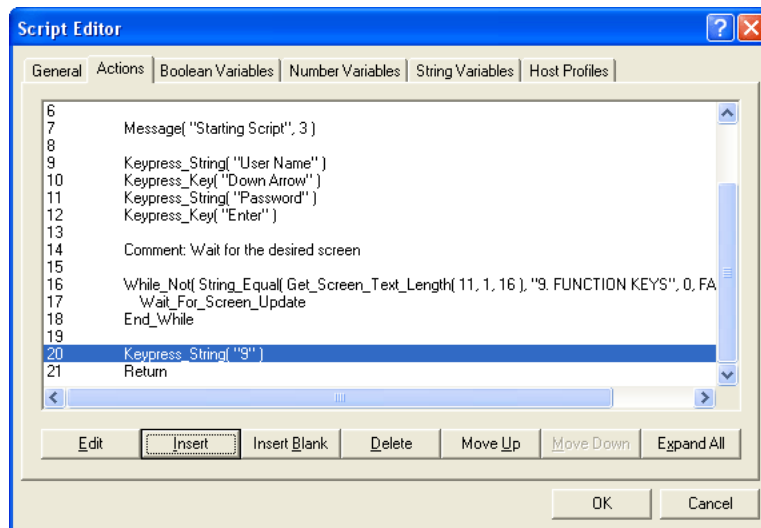 Script Editor
General Actions Boolean Variables Number Variables String Variables Host Profiles
6
7 Message( "Starting Script", 3 )
8
9 Keypress_String( "User Name" )
10 Keypress_Key( "Down Arrow" )
11 Keypress_String( "Password" )
12 Keypress_Key( "Enter" )
13
14 Comment: Wait for the desired screen
15
16 While_Not( String_Equal( Get_Screen_Text_Length( 11, 1, 16 ), "9. FUNCTION KEYS", 0, FA
17 Wait_For_Screen_Update
18 End_While
19
20 Keypress_String( "9" )
21 Return
Edit Insert Insert Blank Delete Move Up Move Down Expand All
OK Cancel